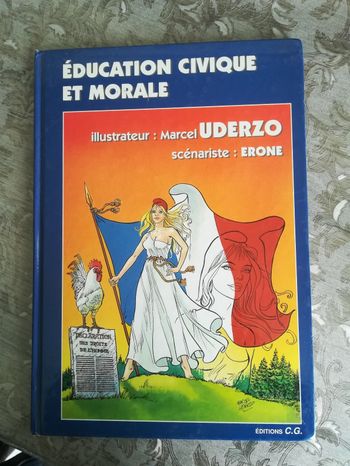 ÉDUCATION CIVIQUE
ET MORALE
illustrateur : Marcel UDERZO
scénariste : ERONE
DÉCLARATION
DES DROITS
DE L'HOMME
ÉDITIONS C.G.